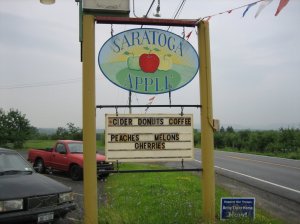 SARATOGA
APPLE
CIDER DONUTS COFFEE
PEACHES MELONS
CHERRIES